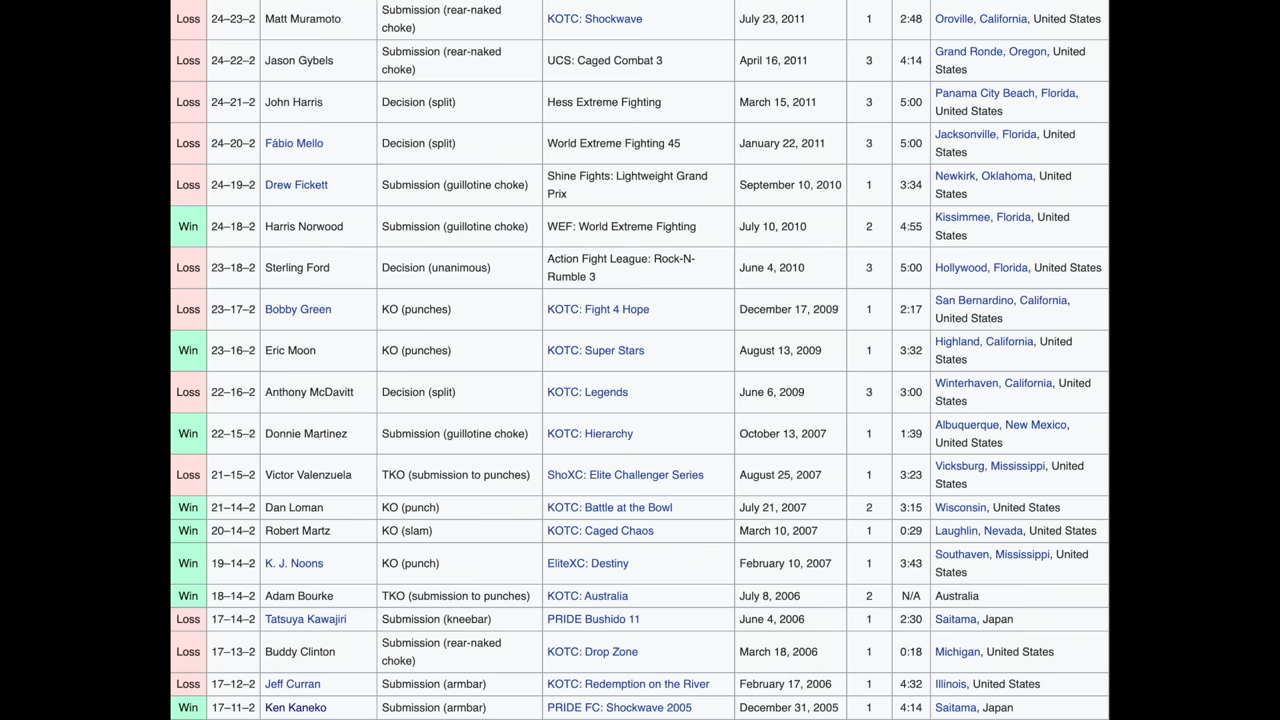 Loss 24–23–2 Matt Muramoto Submission (rear-naked choke) KOTC: Shockwave July 23, 2011 1 2:48 Oroville, California, United States
Loss 24–22–2 Jason Gybels Submission (rear-naked choke) UCS: Caged Combat 3 April 16, 2011 3 4:14 Grand Ronde, Oregon, United States
Loss 24–21–2 John Harris Decision (split) Hess Extreme Fighting March 15, 2011 3 5:00 Panama City Beach, Florida, United States
Loss 24–20–2 Fábio Mello Decision (split) World Extreme Fighting 45 January 22, 2011 3 5:00 Jacksonville, Florida, United States
Loss 24–19–2 Drew Fickett Submission (guillotine choke) Shine Fights: Lightweight Grand Prix September 10, 2010 1 3:34 Newkirk, Oklahoma, United States
Win 24–18–2 Harris Norwood Submission (guillotine choke) WEF: World Extreme Fighting July 10, 2010 2 4:55 Kissimmee, Florida, United States
Loss 23–18–2 Sterling Ford Decision (unanimous) Action Fight League: Rock-N-Rumble 3 June 4, 2010 3 5:00 Hollywood, Florida, United States
Loss 23–17–2 Bobby Green KO (punches) KOTC: Fight 4 Hope December 17, 2009 1 2:17 San Bernardino, California, United States
Win 23–16–2 Eric Moon KO (punches) KOTC: Super Stars August 13, 2009 1 3:32 Highland, California, United States
Loss 22–16–2 Anthony McDavitt Decision (split) KOTC: Legends June 6, 2009 3 3:00 Winterhaven, California, United States
Win 22–15–2 Donnie Martinez Submission (guillotine choke) KOTC: Hierarchy October 13, 2007 1 1:39 Albuquerque, New Mexico, United States
Loss 21–15–2 Victor Valenzuela TKO (submission to punches) ShoXC: Elite Challenger Series August 25, 2007 1 3:23 Vicksburg, Mississippi, United States
Win 21–14–2 Dan Loman KO (punch) KOTC: Battle at the Bowl July 21, 2007 2 3:15 Wisconsin, United States
Win 20–14–2 Robert Martz KO (slam) KOTC: Caged Chaos March 10, 2007 1 0:29 Laughlin, Nevada, United States
Win 19–14–2 K. J. Noons KO (punch) EliteXC: Destiny February 10, 2007 1 3:43 Southaven, Mississippi, United States
Win 18–14–2 Adam Bourke TKO (submission to punches) KOTC: Australia July 8, 2006 2 N/A Australia
Loss 17–14–2 Tatsuya Kawajiri Submission (kneebar) PRIDE Bushido 11 June 4, 2006 1 2:30 Saitama, Japan
Loss 17–13–2 Buddy Clinton Submission (rear-naked choke) KOTC: Drop Zone March 18, 2006 1 0:18 Michigan, United States
Loss 17–12–2 Jeff Curran Submission (armbar) KOTC: Redemption on the River February 17, 2006 1 4:32 Illinois, United States
Win 17–11–2 Ken Kaneko Submission (armbar) PRIDE FC: Shockwave 2005 December 31, 2005 1 4:14 Saitama, Japan